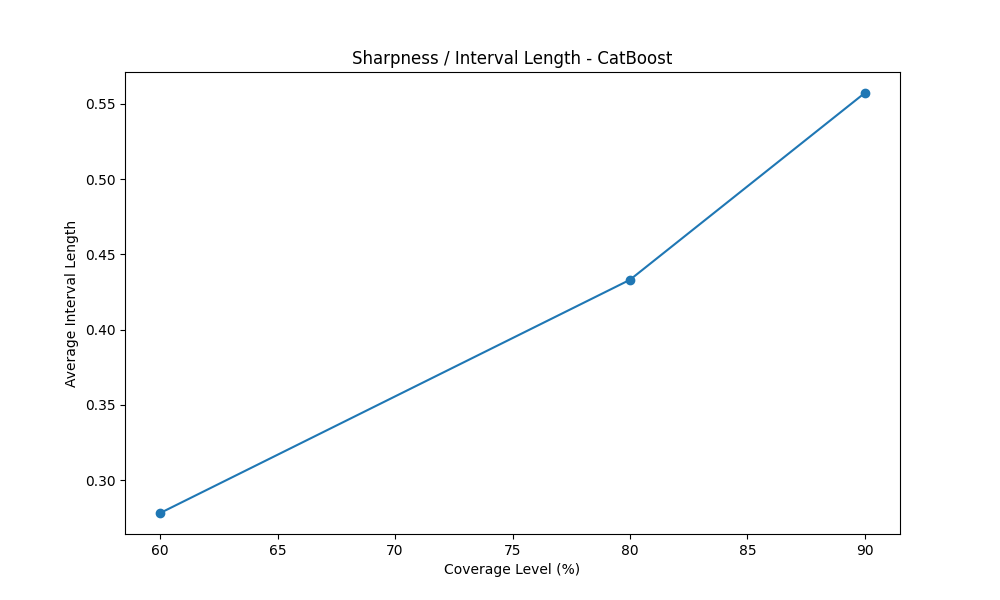 Sharpness / Interval Length - CatBoost
Average Interval Length
0.55
0.50
0.45
0.40
0.35
0.30
60 65 70 75 80 85 90
Coverage Level (%)